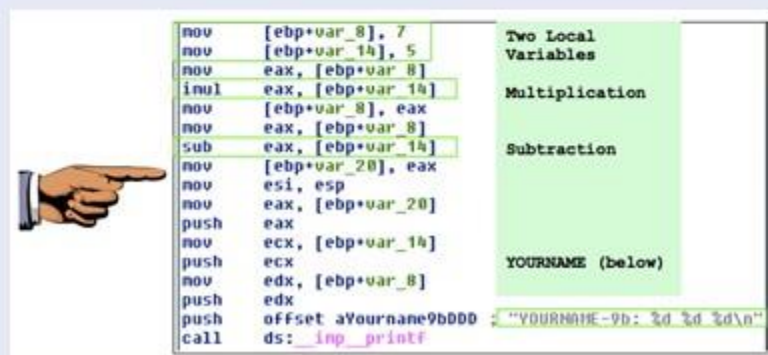 mov [ebp+var_8], 7
mov [ebp+var_14], 5
mov eax, [ebp+var_8]
imul eax, [ebp+var_14]
mov [ebp+var_8], eax
mov eax, [ebp+var_8]
sub eax, [ebp+var_14]
mov [ebp+var_20], eax
mov esi, esp
mov eax, [ebp+var_20]
push eax
mov ecx, [ebp+var_14]
push ecx
mov edx, [ebp+var_8]
push edx
push offset aYourname9bDDD ; "YOURNAME-9b: %d %d %d\n"
call ds:__imp__printf
Two Local
Variables
Multiplication
Subtraction
YOURNAME (below)